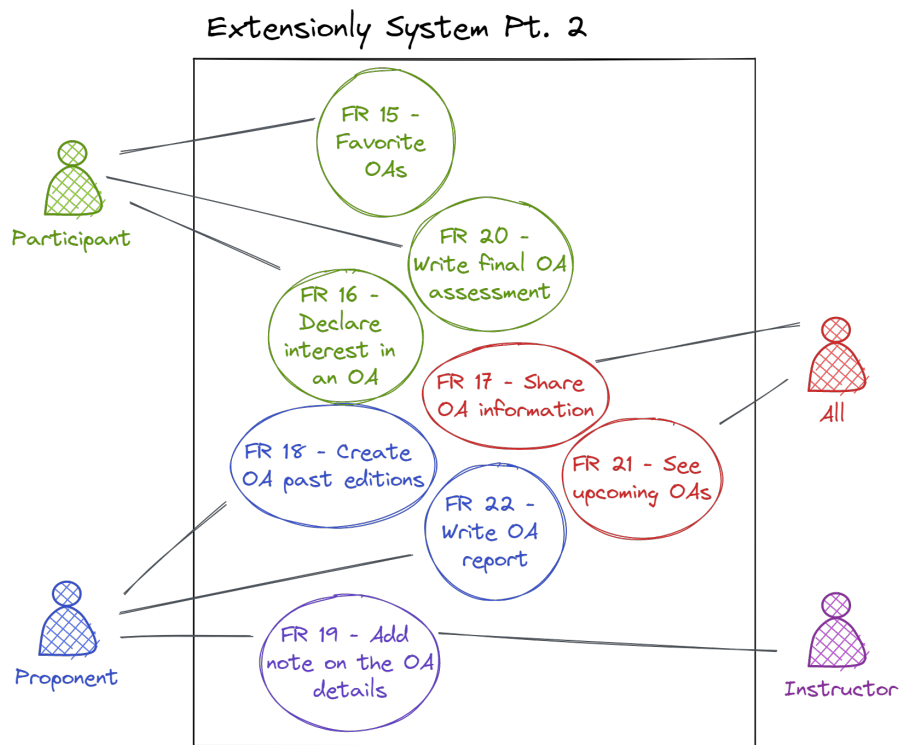 Extensionly System Pt. 2
FR 15 -
Favorite
OAs
Participant
FR 20 -
Write final OA
assessment
FR 16 -
Declare
interest in
an OA
FR 17 - Share
OA information
All
FR 18 - Create
OA past editions
FR 21 - See
upcoming OAs
FR 22 -
Write OA
report
Proponent
FR 19 - Add
note on the OA
details
Instructor